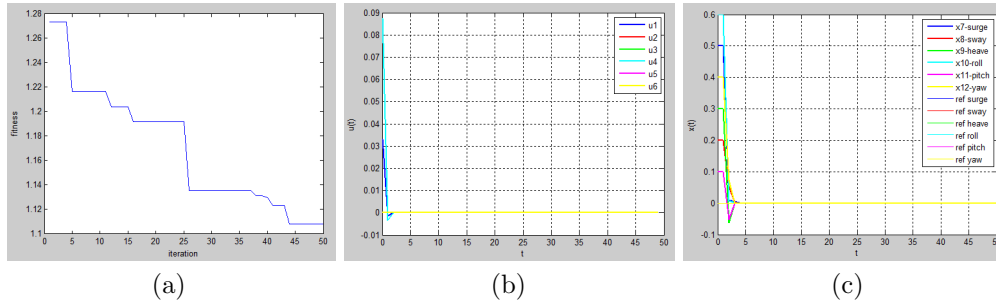 1.28
1.26
1.24
1.22
1.2
1.18
1.16
1.14
1.12
1.1
fitness
0
5
10
15
20
25
30
35
40
45
50
iteration
(a)
0.09
0.08
0.07
0.06
0.05
0.04
0.03
0.02
0.01
0
-0.01
u(t)
0
5
10
15
20
25
30
35
40
45
50
t
u1
u2
u3
u4
u5
u6
(b)
0.6
0.5
0.4
0.3
0.2
0.1
0
-0.1
x(t)
0
5
10
15
20
25
30
35
40
45
50
t
x7-surge
x8-sway
x9-heave
x10-roll
x11-pitch
x12-yaw
ref surge
ref sway
ref heave
ref roll
ref pitch
ref yaw
(c)